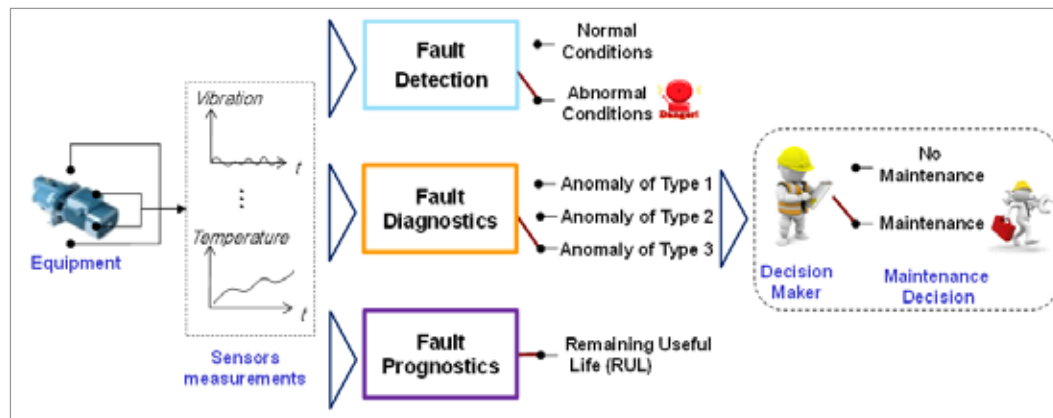 Equipment
Vibration
t
...
Temperature
t
Sensors
measurements
Fault
Detection
Normal
Conditions
Abnormal
Conditions
Danger!
Fault
Diagnostics
Anomaly of Type 1
Anomaly of Type 2
Anomaly of Type 3
Fault
Prognostics
Remaining Useful
Life (RUL)
No
Maintenance
Maintenance
Decision
Maker
Maintenance
Decision